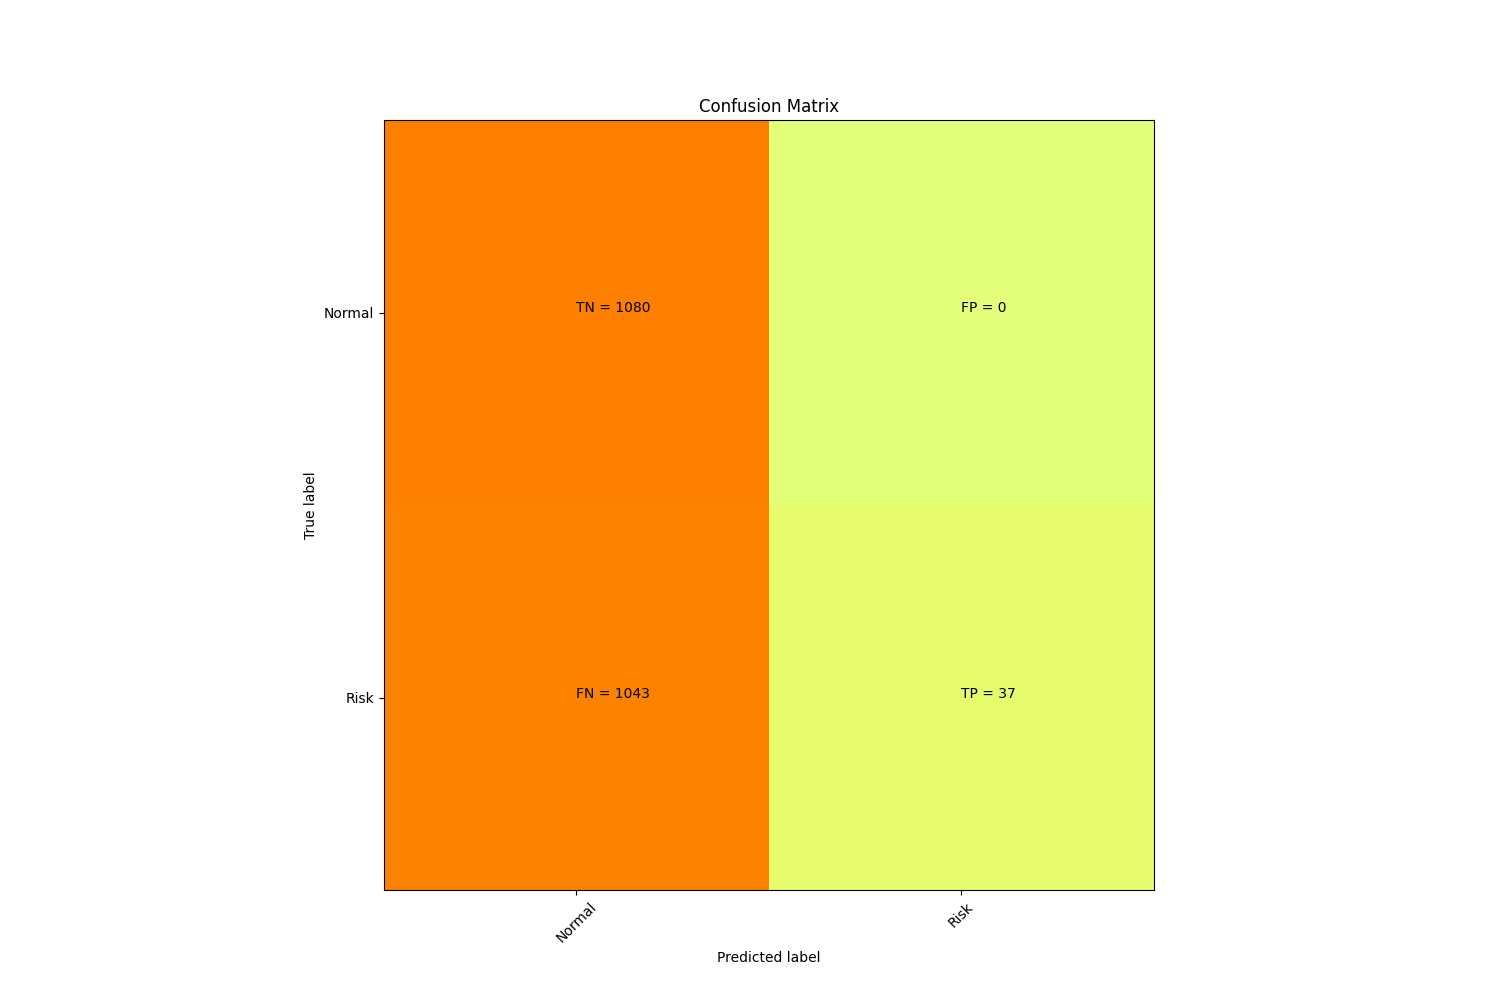 Confusion Matrix
Normal
TN = 1080
FP = 0
True label
Risk
FN = 1043
TP = 37
Normal
Risk
Predicted label